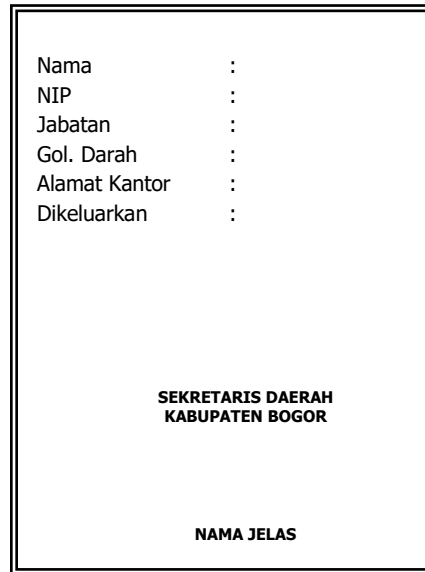 Nama :
NIP :
Jabatan :
Gol. Darah :
Alamat Kantor :
Dikeluarkan :
SEKRETARIS DAERAH
KABUPATEN BOGOR
NAMA JELAS